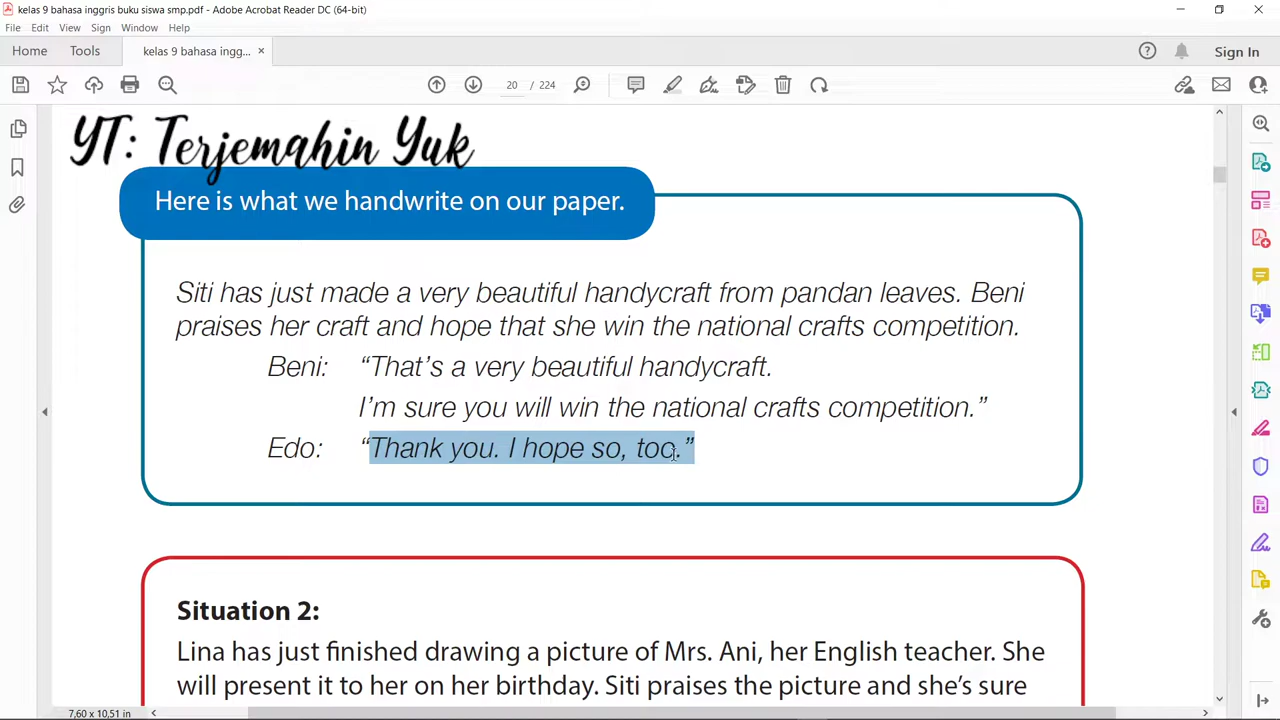 kelas 9 bahasa inggris buku siswa smp.pdf - Adobe Acrobat Reader DC (64-bit)
File Edit View Sign Window Help
Home Tools kelas 9 bahasa ingg... × Sign In
20 / 224
YT: Terjemahin Yuk
Here is what we handwrite on our paper.
Siti has just made a very beautiful handycraft from pandan leaves. Beni
praises her craft and hope that she win the national crafts competition.
Beni: “That’s a very beautiful handycraft.
I’m sure you will win the national crafts competition.”
Edo: “Thank you. I hope so, too.”
Situation 2:
Lina has just finished drawing a picture of Mrs. Ani, her English teacher. She
will present it to her on her birthday. Siti praises the picture and she’s sure
7,60 x 10,51 in